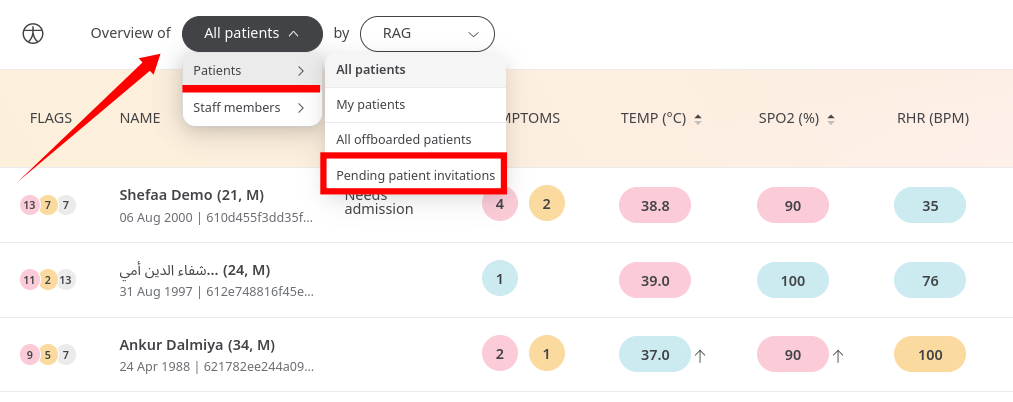 Overview of All patients by RAG
Patients
Staff members
All patients
My patients
All offboarded patients
Pending patient invitations
FLAGS NAME MPTOMS TEMP (°C) SPO2 (%) RHR (BPM)
13 7 7 Shefaa Demo (21, M) Needs admission 4 2 38.8 90 35
06 Aug 2000 | 610d455f3dd35f...
11 2 13 شفاء الدين أمي... (24, M) 1 39.0 100 76
31 Aug 1997 | 612e748816f45e...
9 5 7 Ankur Dalmiya (34, M) 2 1 37.0 90 100
24 Apr 1988 | 621782ee244a09...